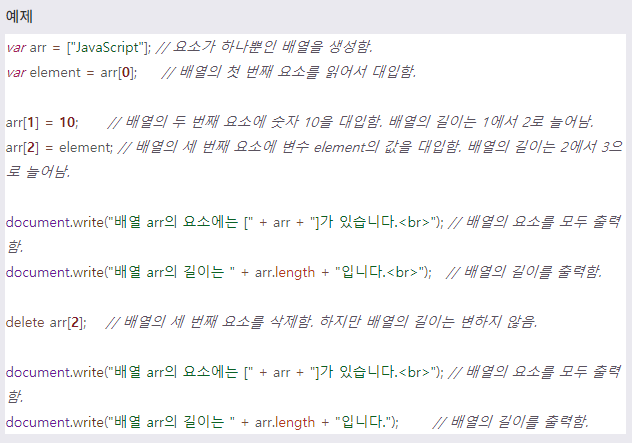 예제
var arr = ["JavaScript"]; // 요소가 하나뿐인 배열을 생성함.
var element = arr[0];      // 배열의 첫 번째 요소를 읽어서 대입함.
arr[1] = 10;       // 배열의 두 번째 요소에 숫자 10을 대입함. 배열의 길이는 1에서 2로 늘어남.
arr[2] = element; // 배열의 세 번째 요소에 변수 element의 값을 대입함. 배열의 길이는 2에서 3으
로 늘어남.
document.write("배열 arr의 요소에는 [" + arr + "]가 있습니다.<br>"); // 배열의 요소를 모두 출력
함.
document.write("배열 arr의 길이는 " + arr.length + "입니다.<br>");   // 배열의 길이를 출력함.
delete arr[2];     // 배열의 세 번째 요소를 삭제함. 하지만 배열의 길이는 변하지 않음.
document.write("배열 arr의 요소에는 [" + arr + "]가 있습니다.<br>"); // 배열의 요소를 모두 출력
함.
document.write("배열 arr의 길이는 " + arr.length + "입니다.");        // 배열의 길이를 출력함.